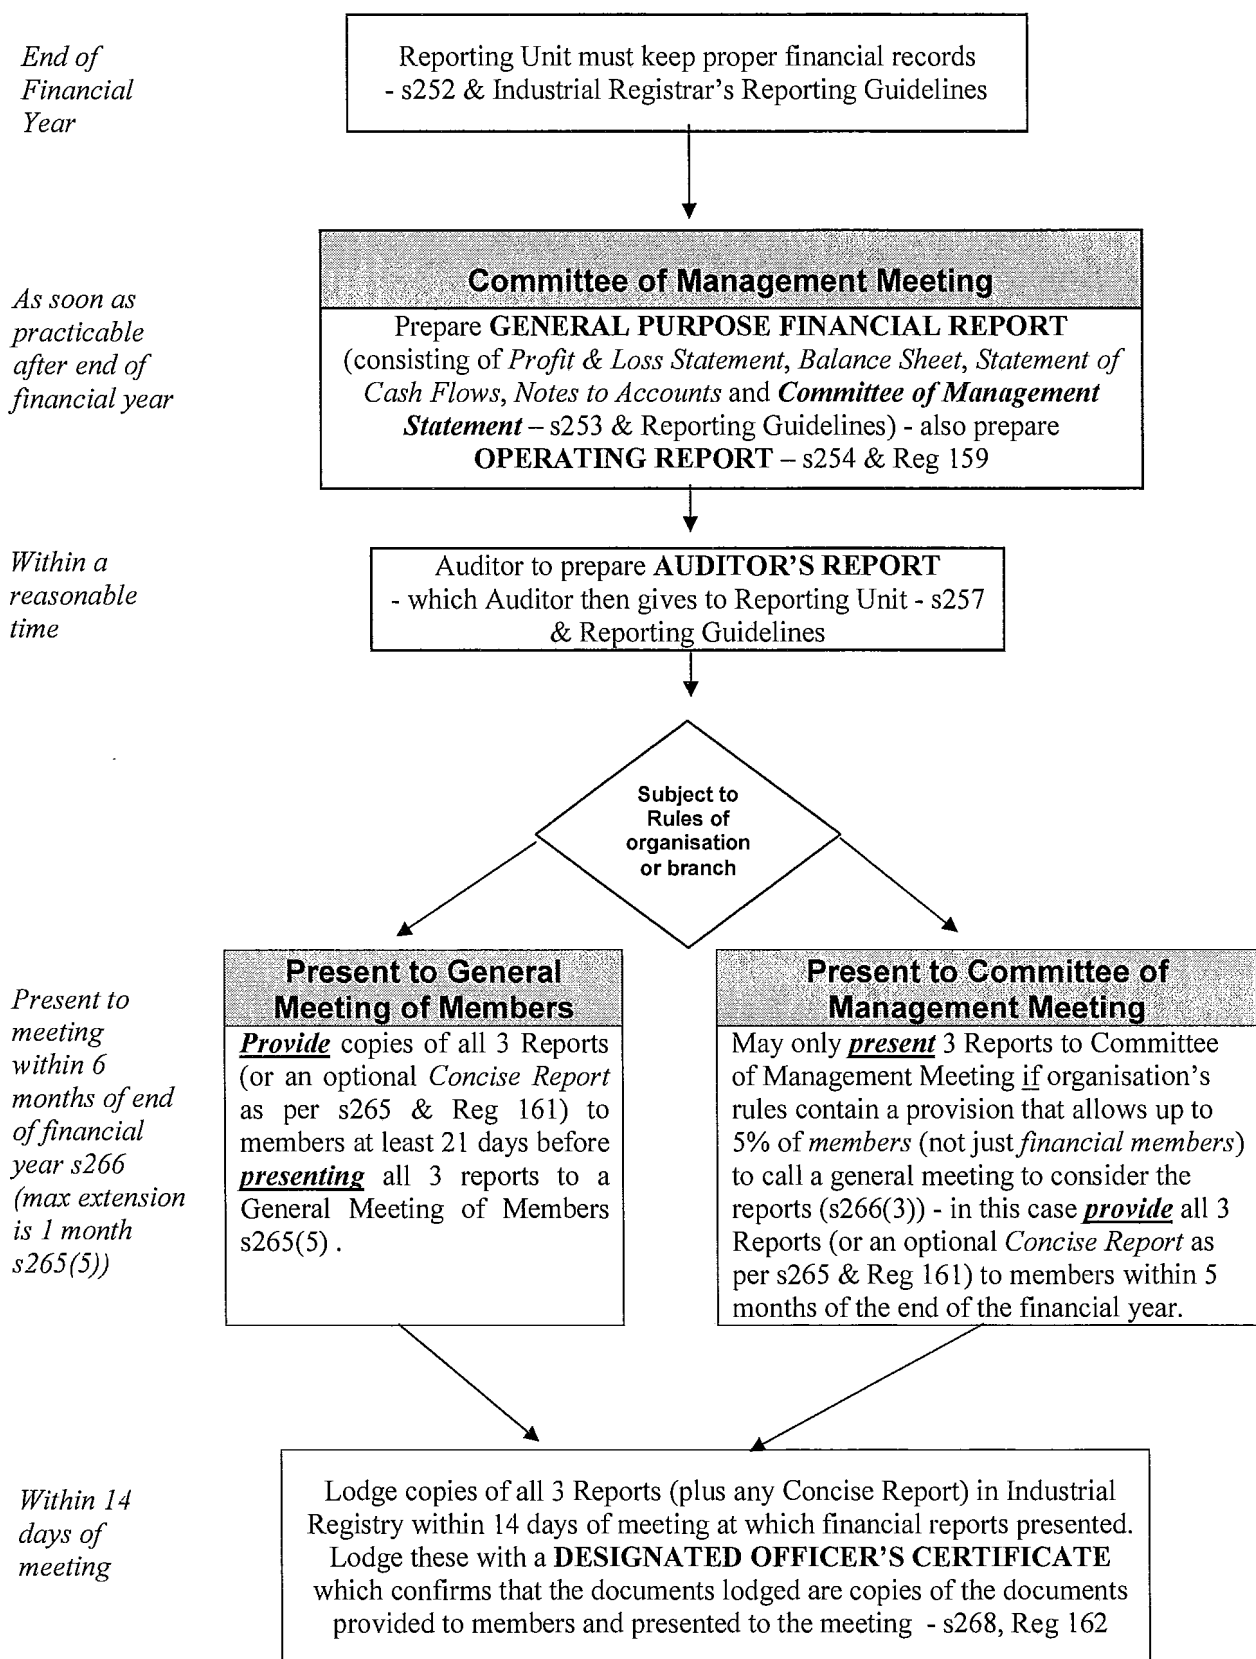 End of
Financial
Year
Reporting Unit must keep proper financial records
- s252 & Industrial Registrar's Reporting Guidelines
As soon as
practicable
after end of
financial year
Committee of Management Meeting
Prepare GENERAL PURPOSE FINANCIAL REPORT
(consisting of Profit & Loss Statement, Balance Sheet, Statement of
Cash Flows, Notes to Accounts and Committee of Management
Statement – s253 & Reporting Guidelines) - also prepare
OPERATING REPORT – s254 & Reg 159
Within a
reasonable
time
Auditor to prepare AUDITOR'S REPORT
- which Auditor then gives to Reporting Unit - s257
& Reporting Guidelines
Subject to
Rules of
organisation
or branch
Present to
meeting
within 6
months of end
of financial
year s266
(max extension
is 1 month
s265(5))
Present to General
Meeting of Members
Provide copies of all 3 Reports
(or an optional Concise Report
as per s265 & Reg 161) to
members at least 21 days before
presenting all 3 reports to a
General Meeting of Members
s265(5) .
Present to Committee of
Management Meeting
May only present 3 Reports to Committee
of Management Meeting if organisation's
rules contain a provision that allows up to
5% of members (not just financial members)
to call a general meeting to consider the
reports (s266(3)) - in this case provide all 3
Reports (or an optional Concise Report as
per s265 & Reg 161) to members within 5
months of the end of the financial year.
Within 14
days of
meeting
Lodge copies of all 3 Reports (plus any Concise Report) in Industrial
Registry within 14 days of meeting at which financial reports presented.
Lodge these with a DESIGNATED OFFICER'S CERTIFICATE
which confirms that the documents lodged are copies of the documents
provided to members and presented to the meeting - s268, Reg 162